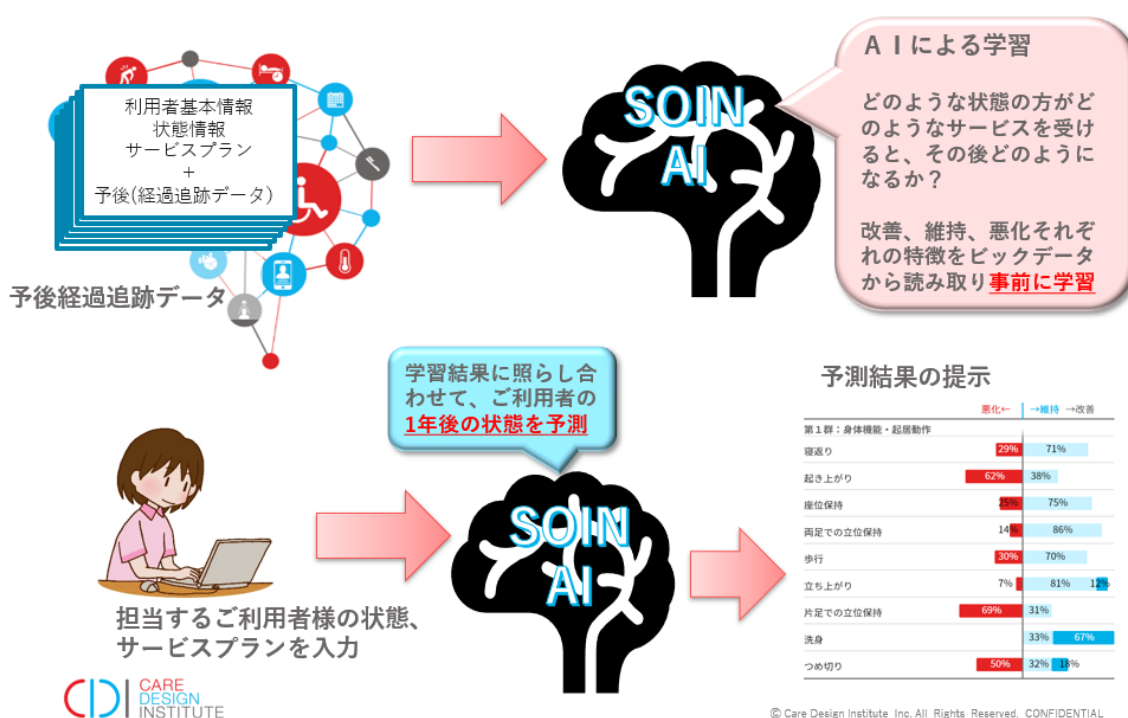 利用者基本情報
状態情報
サービスプラン
+
予後(経過追跡データ)
予後経過追跡データ
SOIN
AI
AIによる学習
どのような状態の方がど
のようなサービスを受け
ると、その後どのように
なるか?
改善、維持、悪化それぞ
れの特徴をビックデータ
から読み取り事前に学習
学習結果に照らし合
わせて、ご利用者の
1年後の状態を予測
担当するご利用者様の状態、
サービスプランを入力
SOIN
AI
予測結果の提示
悪化← →維持 →改善
第1群:身体機能・起居動作
寝返り 29% 71%
起き上がり 62% 38%
座位保持 25% 75%
両足での立位保持 14% 86%
歩行 30% 70%
立ち上がり 7% 81% 12%
片足での立位保持 69% 31%
洗身 33% 67%
つめ切り 50% 32% 18%
CDI
CARE
DESIGN
INSTITUTE
© Care Design Institute Inc. All Rights Reserved. CONFIDENTIAL